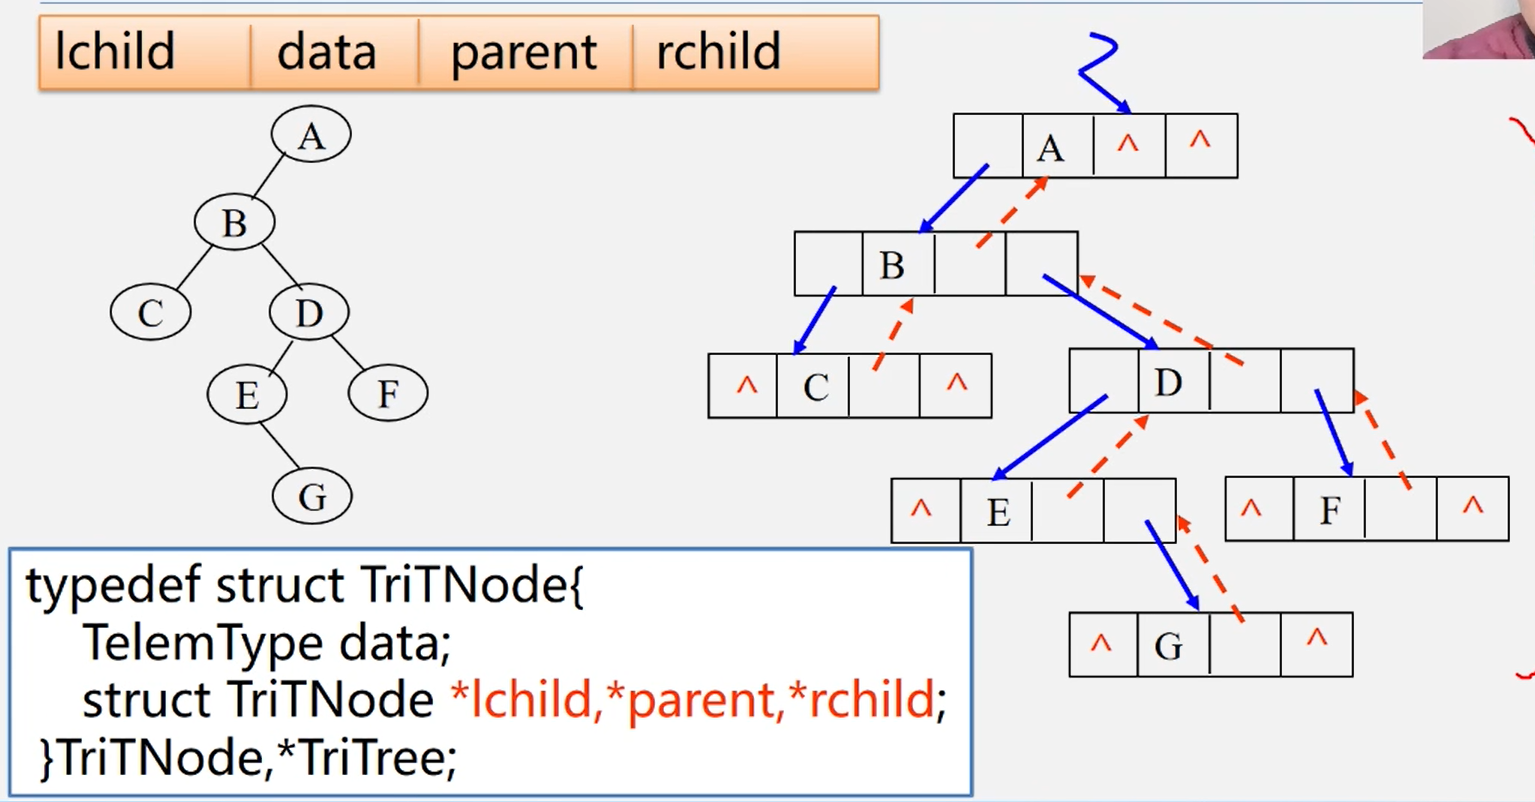 lchild data parent rchild
A
B
C D
E F
G
A ^ ^
B
^ C ^
D
^ E
^ F ^
^ G ^
typedef struct TriTNode{
TelemType data;
struct TriTNode *lchild,*parent,*rchild;
}TriTNode,*TriTree;